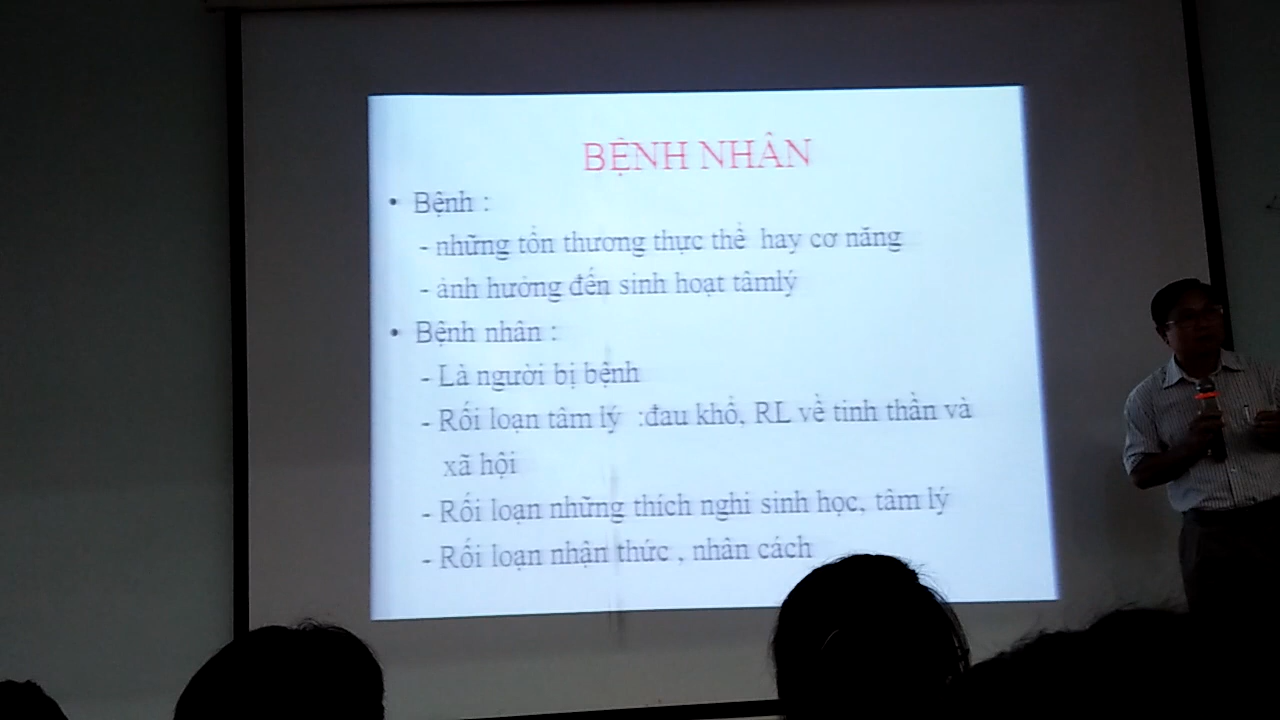 BỆNH NHÂN
• Bệnh :
- những tổn thương thực thể hay cơ năng
- ảnh hưởng đến sinh hoạt tâmlý
• Bệnh nhân :
- Là người bị bệnh
- Rối loạn tâm lý :đau khổ, RL về tinh thần và
xã hội
- Rối loạn những thích nghi sinh học, tâm lý
- Rối loạn nhận thức , nhân cách